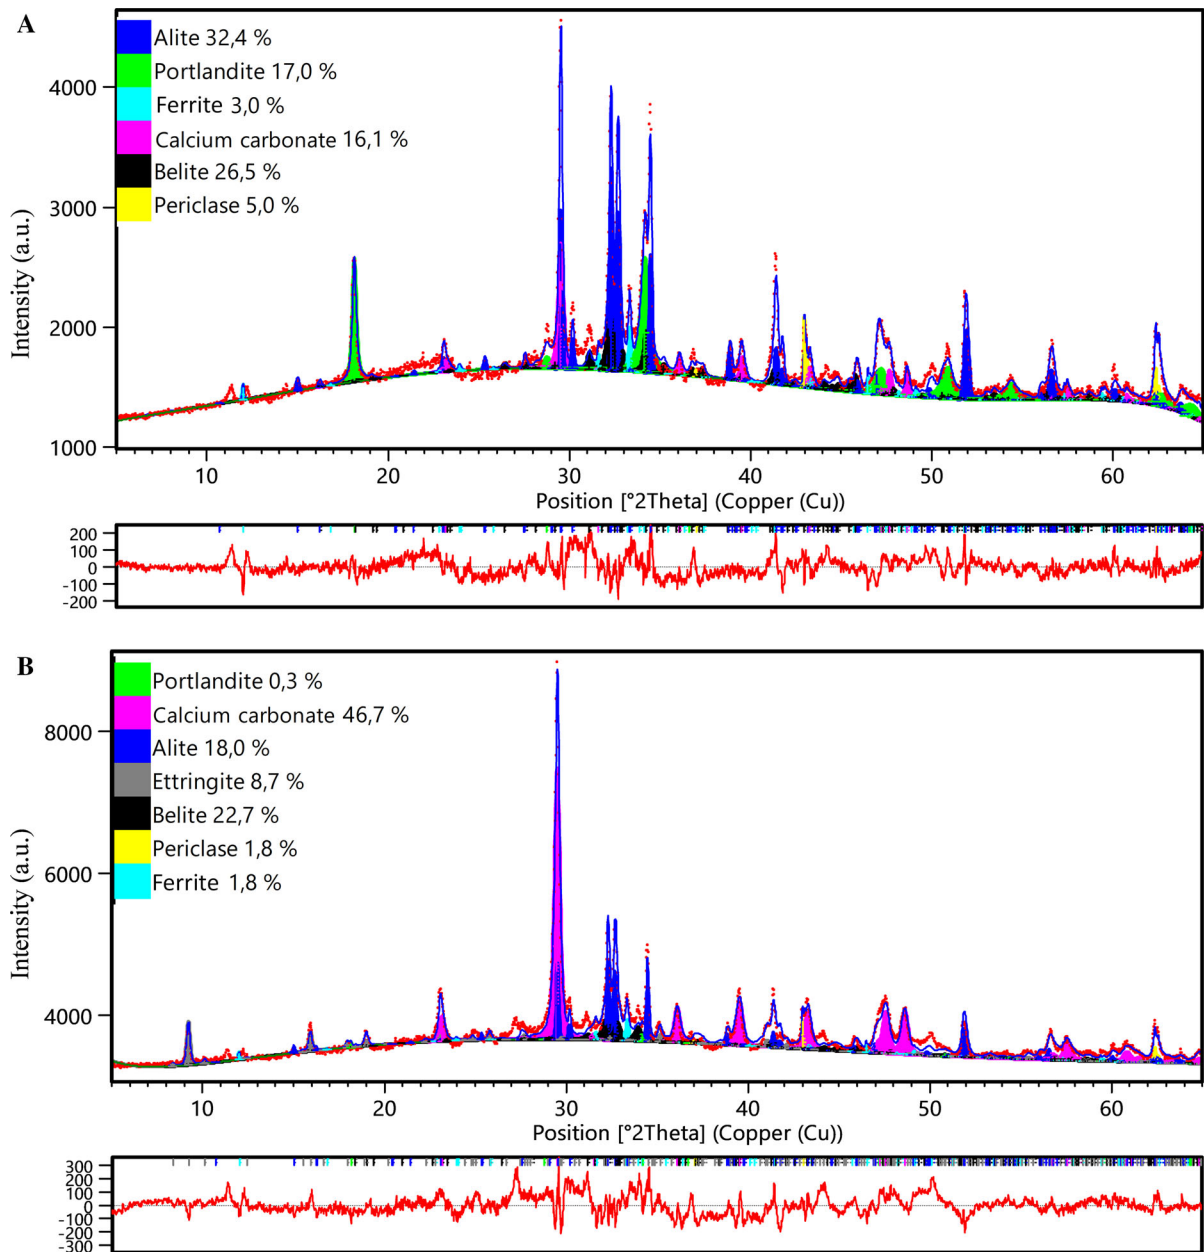 A
Alite 32,4 %
Portlandite 17,0 %
Ferrite 3,0 %
Calcium carbonate 16,1 %
Belite 26,5 %
Periclase 5,0 %
Intensity (a.u.)
4000
3000
2000
1000
10 20 30 40 50 60
Position [°2Theta] (Copper (Cu))
200
100
0
-100
-200
B
Portlandite 0,3 %
Calcium carbonate 46,7 %
Alite 18,0 %
Ettringite 8,7 %
Belite 22,7 %
Periclase 1,8 %
Ferrite 1,8 %
Intensity (a.u.)
8000
6000
4000
10 20 30 40 50 60
Position [°2Theta] (Copper (Cu))
300
200
100
0
-100
-200
-300